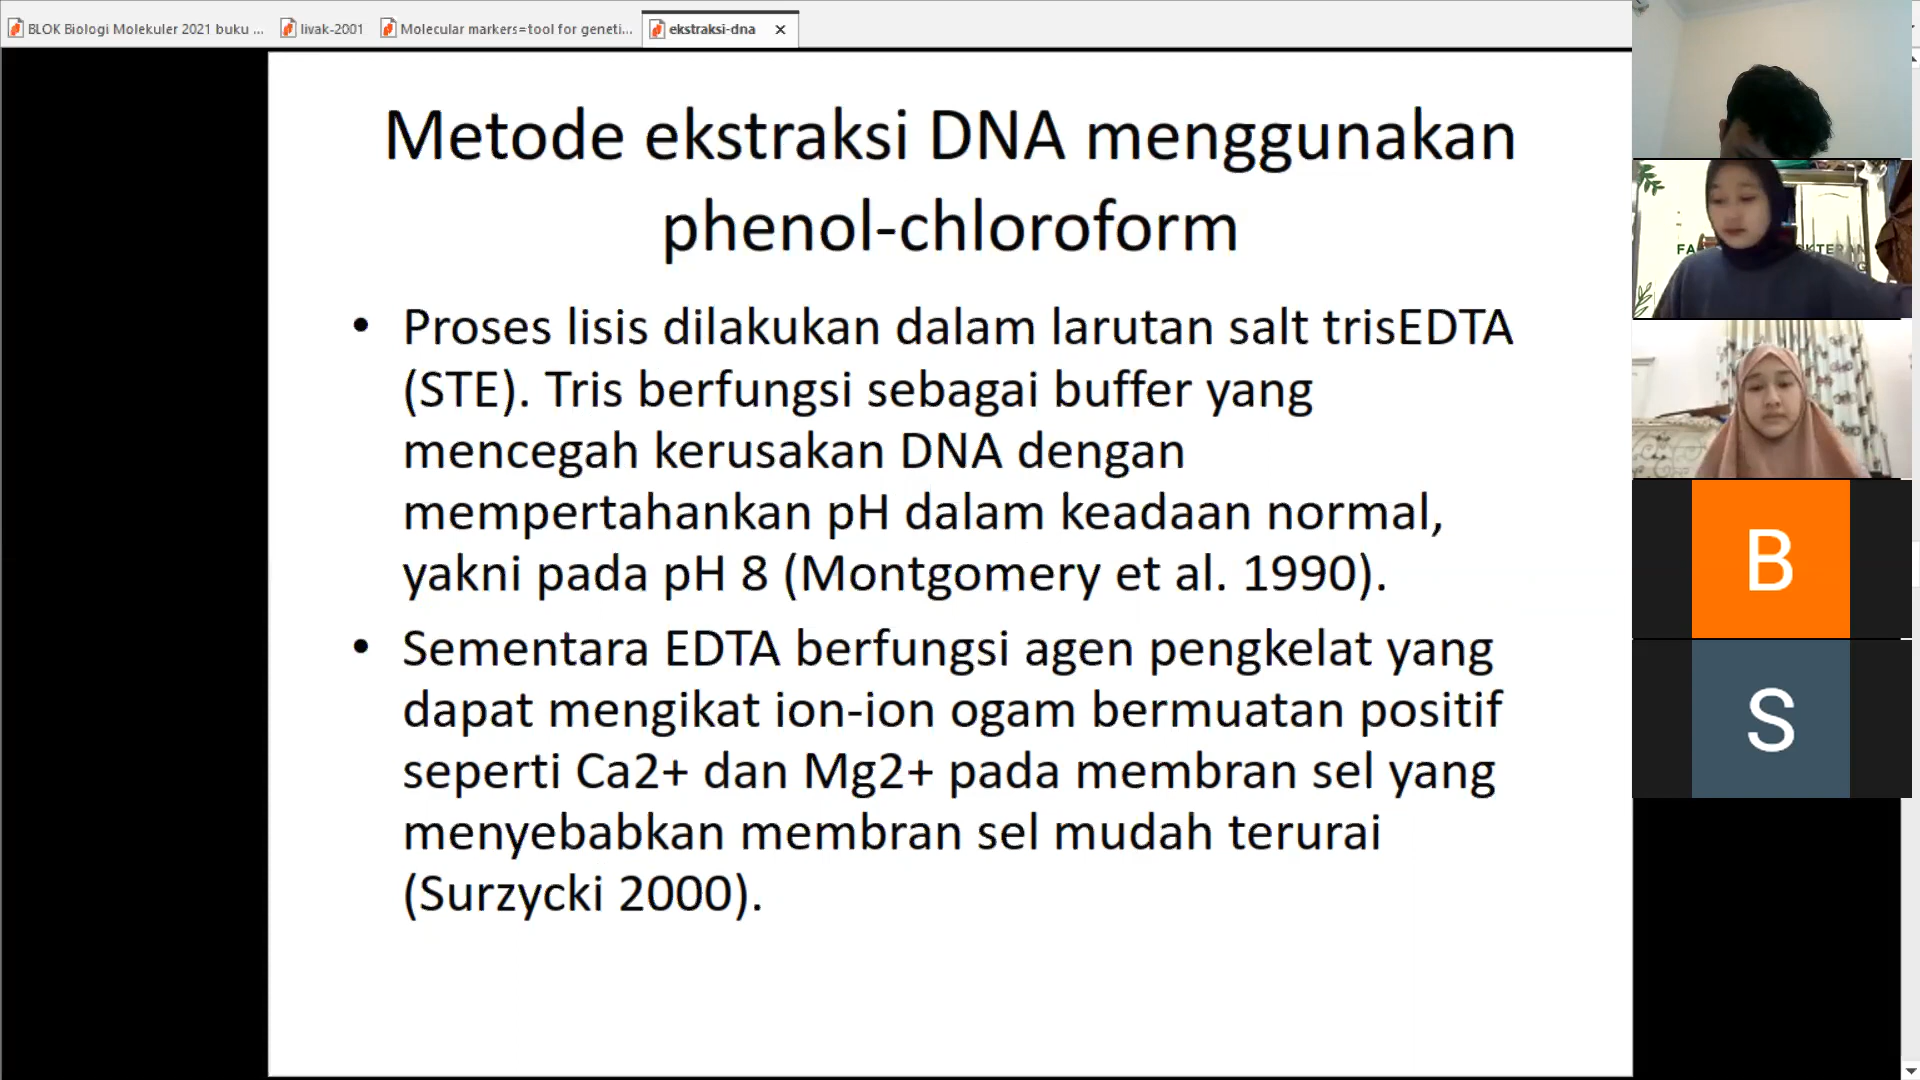 BLOK Biologi Molekuler 2021 buku ...
livak-2001
Molecular markers=tool for geneti...
ekstraksi-dna
Metode ekstraksi DNA menggunakan
phenol-chloroform
• Proses lisis dilakukan dalam larutan salt trisEDTA
(STE). Tris berfungsi sebagai buffer yang
mencegah kerusakan DNA dengan
mempertahankan pH dalam keadaan normal,
yakni pada pH 8 (Montgomery et al. 1990).
• Sementara EDTA berfungsi agen pengkelat yang
dapat mengikat ion-ion ogam bermuatan positif
seperti Ca2+ dan Mg2+ pada membran sel yang
menyebabkan membran sel mudah terurai
(Surzycki 2000).
FA
B
S